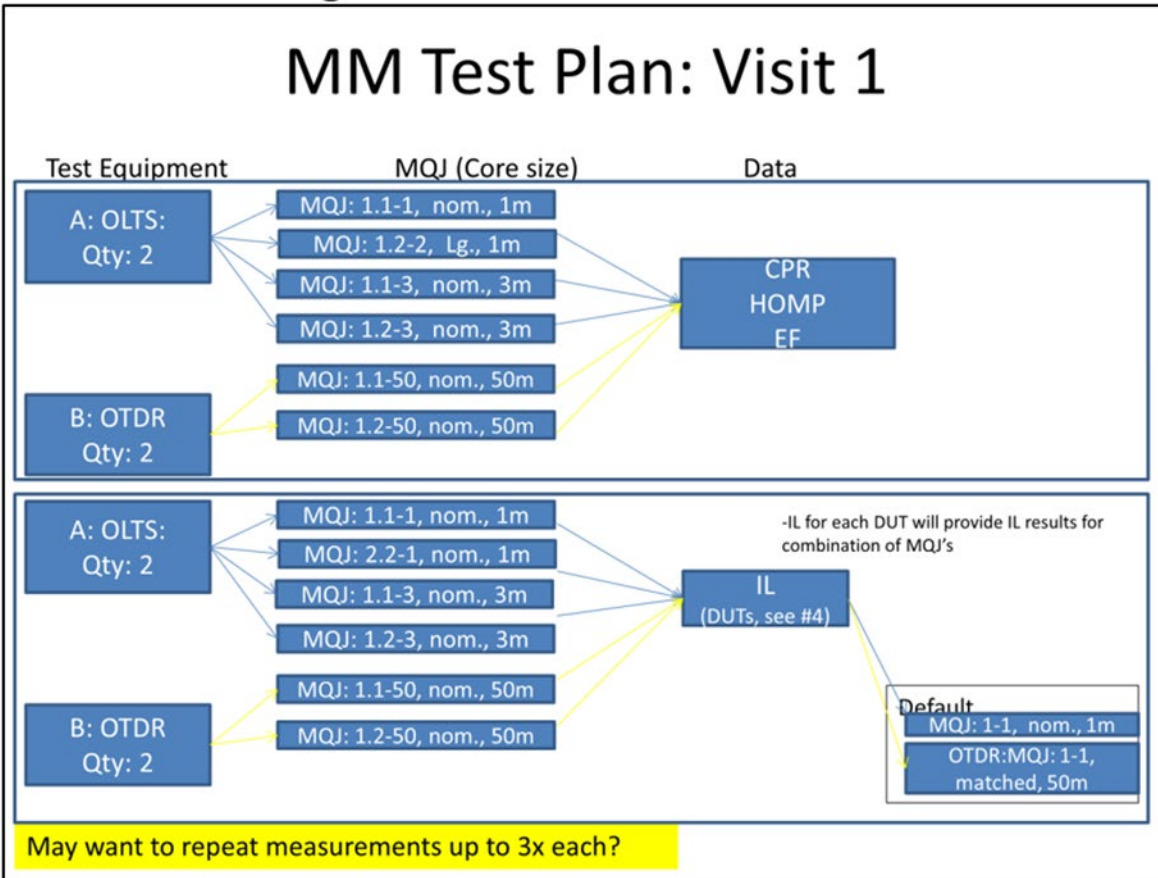 MM Test Plan: Visit 1
Test Equipment
MQJ (Core size)
Data
A: OLTS:
Qty: 2
MQJ: 1.1-1, nom., 1m
MQJ: 1.2-2, Lg., 1m
MQJ: 1.1-3, nom., 3m
MQJ: 1.2-3, nom., 3m
MQJ: 1.1-50, nom., 50m
MQJ: 1.2-50, nom., 50m
B: OTDR
Qty: 2
CPR
HOMP
EF
A: OLTS:
Qty: 2
MQJ: 1.1-1, nom., 1m
MQJ: 2.2-1, nom., 1m
MQJ: 1.1-3, nom., 3m
MQJ: 1.2-3, nom., 3m
MQJ: 1.1-50, nom., 50m
MQJ: 1.2-50, nom., 50m
B: OTDR
Qty: 2
-IL for each DUT will provide IL results for
combination of MQJ's
IL
(DUTs, see #4)
Default
MQJ: 1-1, nom., 1m
OTDR:MQJ: 1-1,
matched, 50m
May want to repeat measurements up to 3x each?